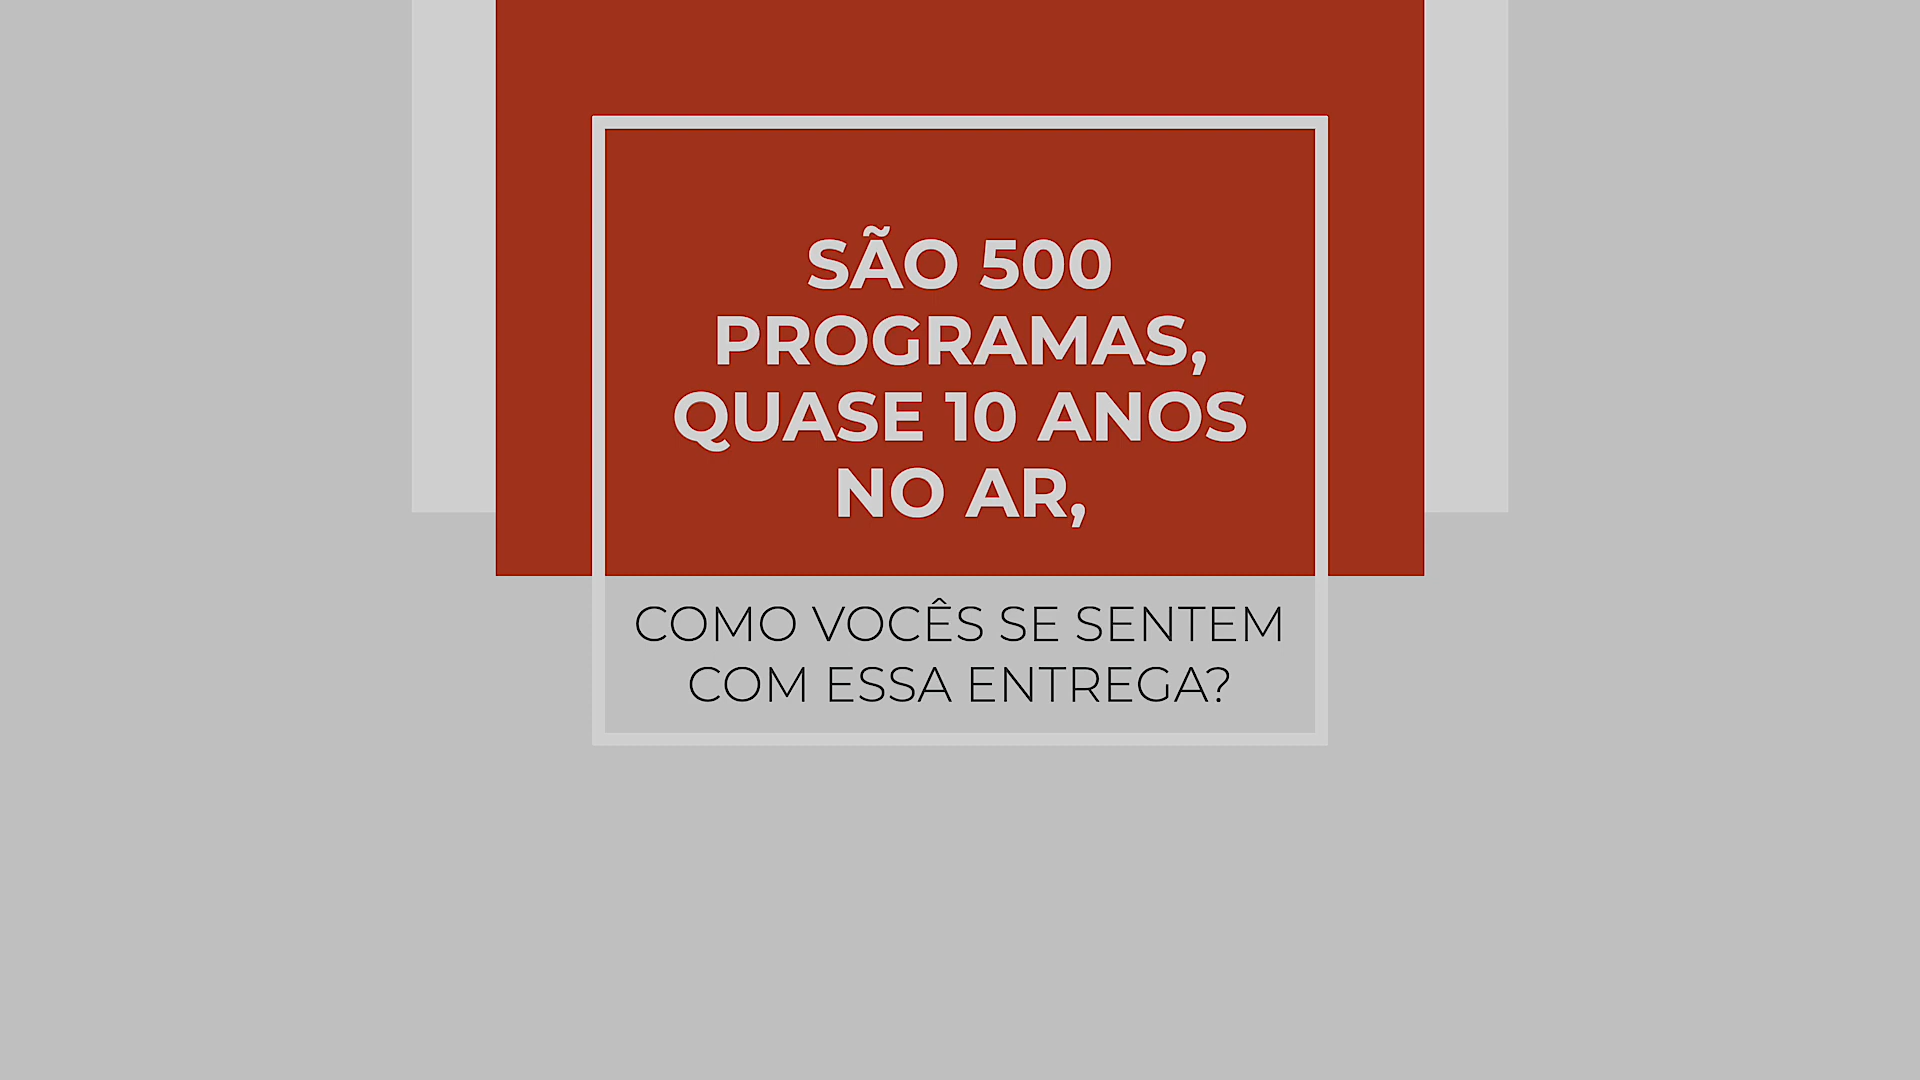 SÃO 500
PROGRAMAS,
QUASE 10 ANOS
NO AR,
COMO VOCÊS SE SENTEM
COM ESSA ENTREGA?